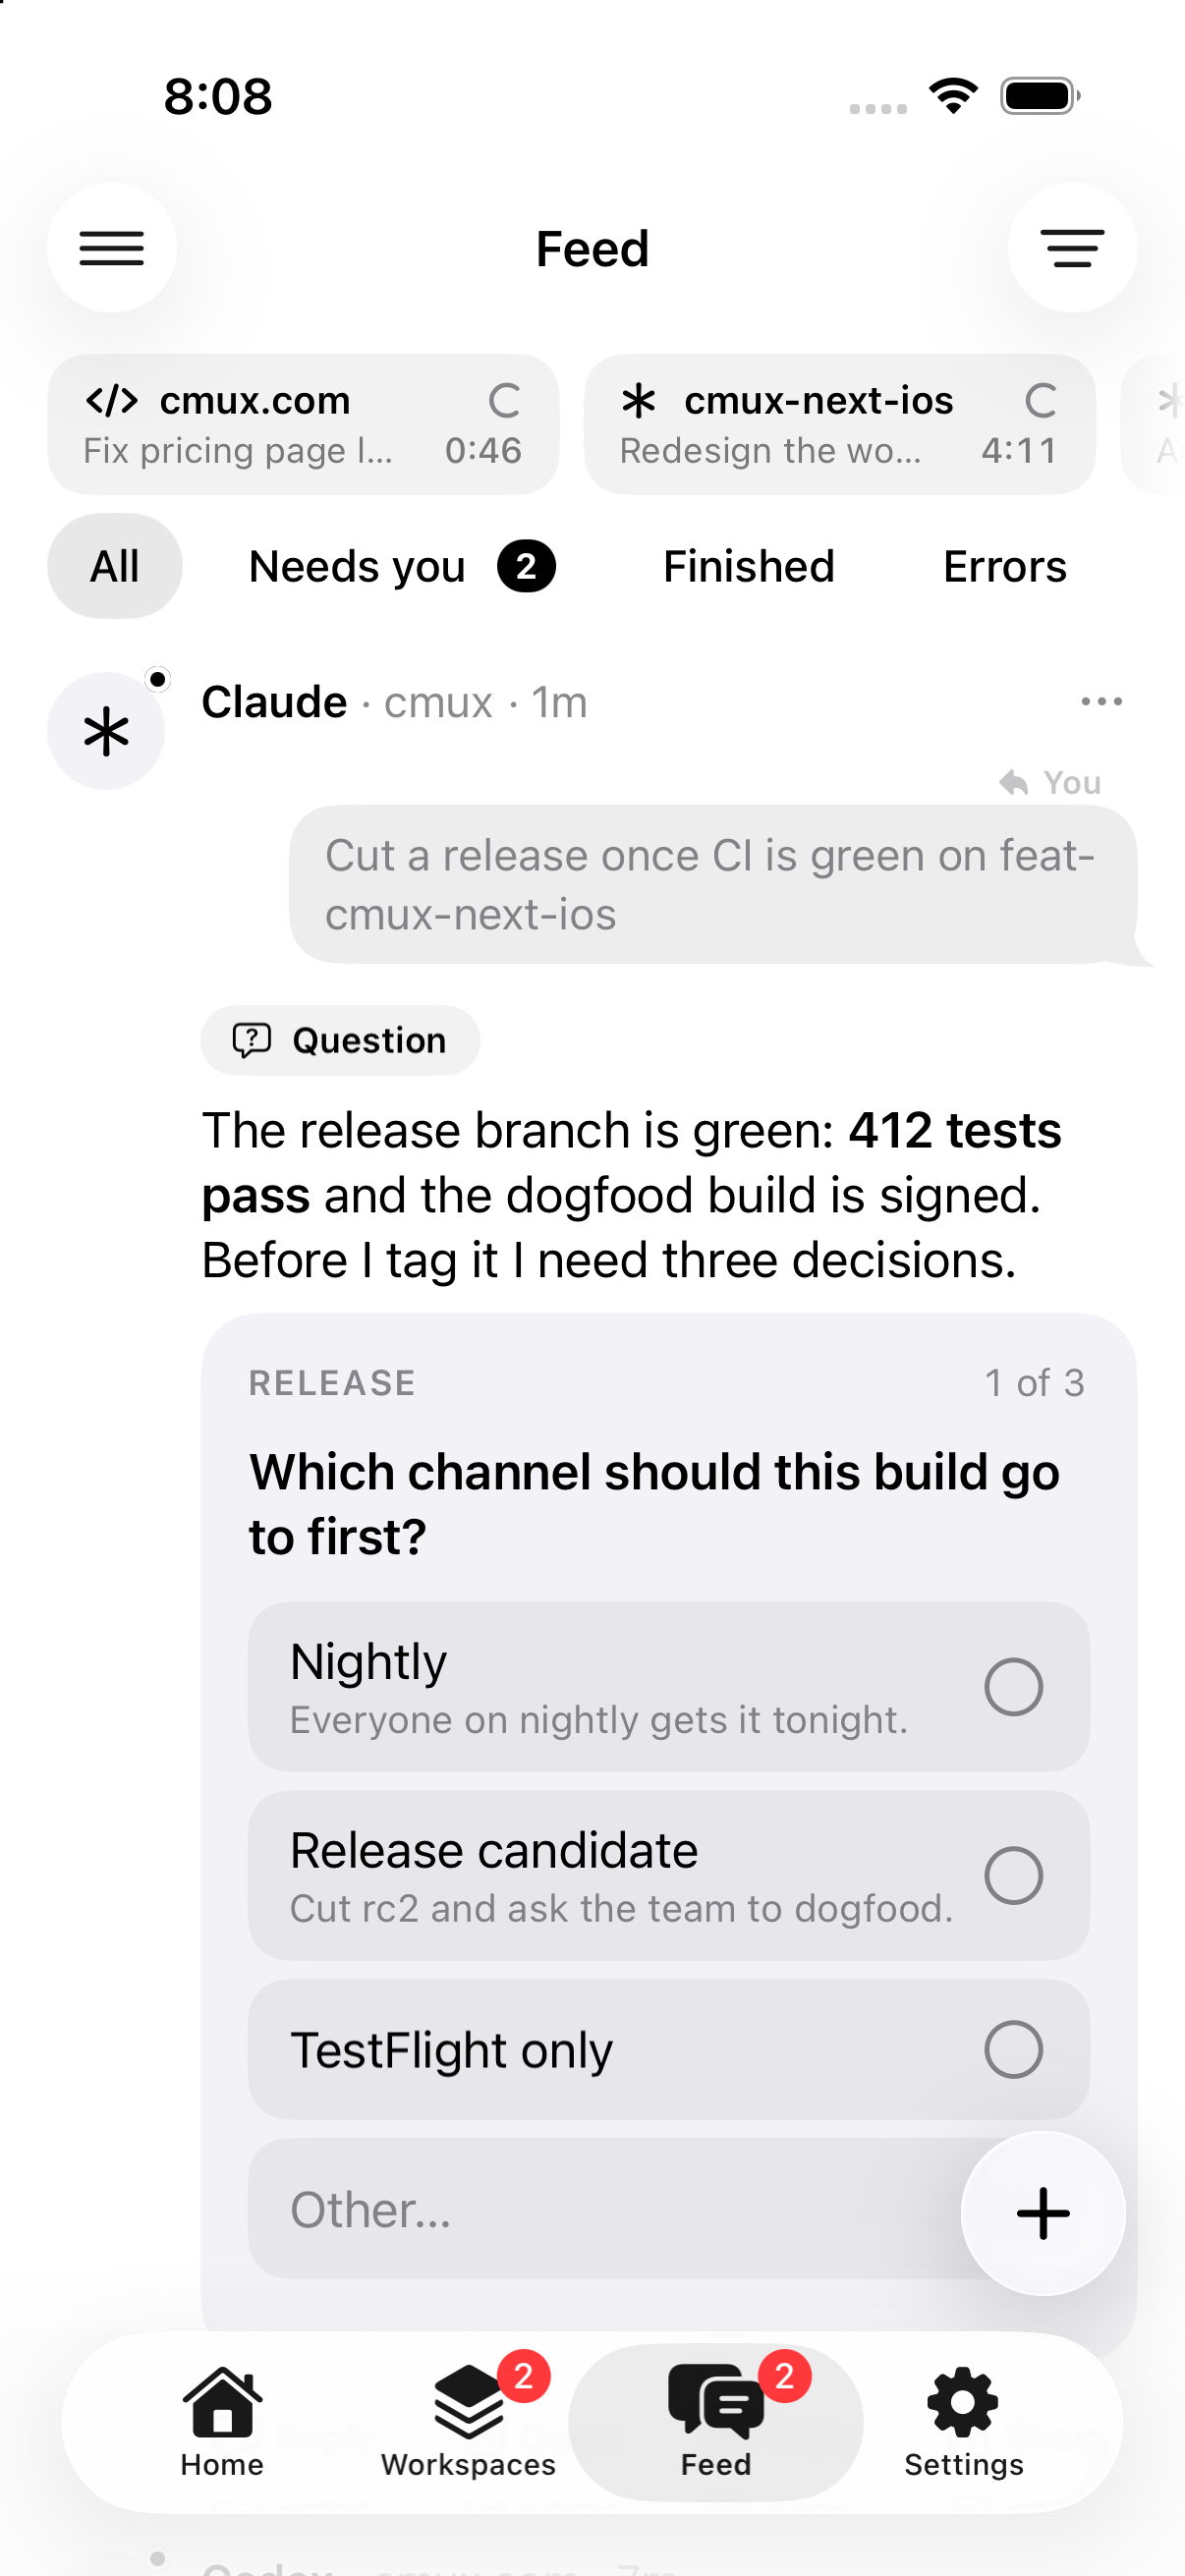 8:08
Feed
cmux.com
Fix pricing page l... 0:46
cmux-next-ios
Redesign the wo... 4:11
All
Needs you 2
Finished
Errors
Claude · cmux · 1m
You
Cut a release once CI is green on feat-
cmux-next-ios
Question
The release branch is green: 412 tests
pass and the dogfood build is signed.
Before I tag it I need three decisions.
RELEASE
1 of 3
Which channel should this build go
to first?
Nightly
Everyone on nightly gets it tonight.
Release candidate
Cut rc2 and ask the team to dogfood.
TestFlight only
Other...
Home
2
Workspaces
2
Feed
Settings